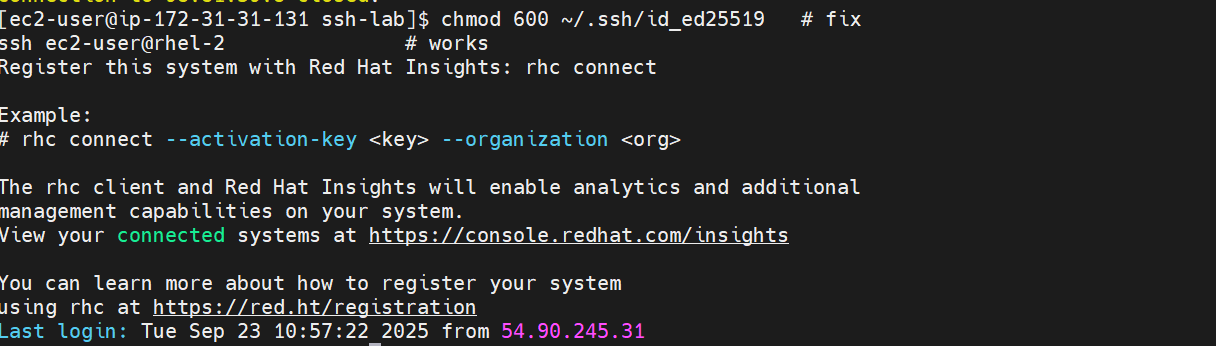 [ec2-user@ip-172-31-31-131 ssh-lab]$ chmod 600 ~/.ssh/id_ed25519   # fix
ssh ec2-user@rhel-2               # works
Register this system with Red Hat Insights: rhc connect

Example:
# rhc connect --activation-key <key> --organization <org>

The rhc client and Red Hat Insights will enable analytics and additional
management capabilities on your system.
View your connected systems at https://console.redhat.com/insights

You can learn more about how to register your system
using rhc at https://red.ht/registration
Last login: Tue Sep 23 10:57:22 2025 from 54.90.245.31